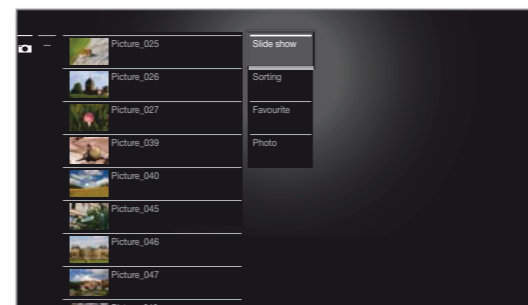 Picture_025
Picture_026
Picture_027
Picture_039
Picture_040
Picture_045
Picture_046
Picture_047
Slide show
Sorting
Favourite
Photo